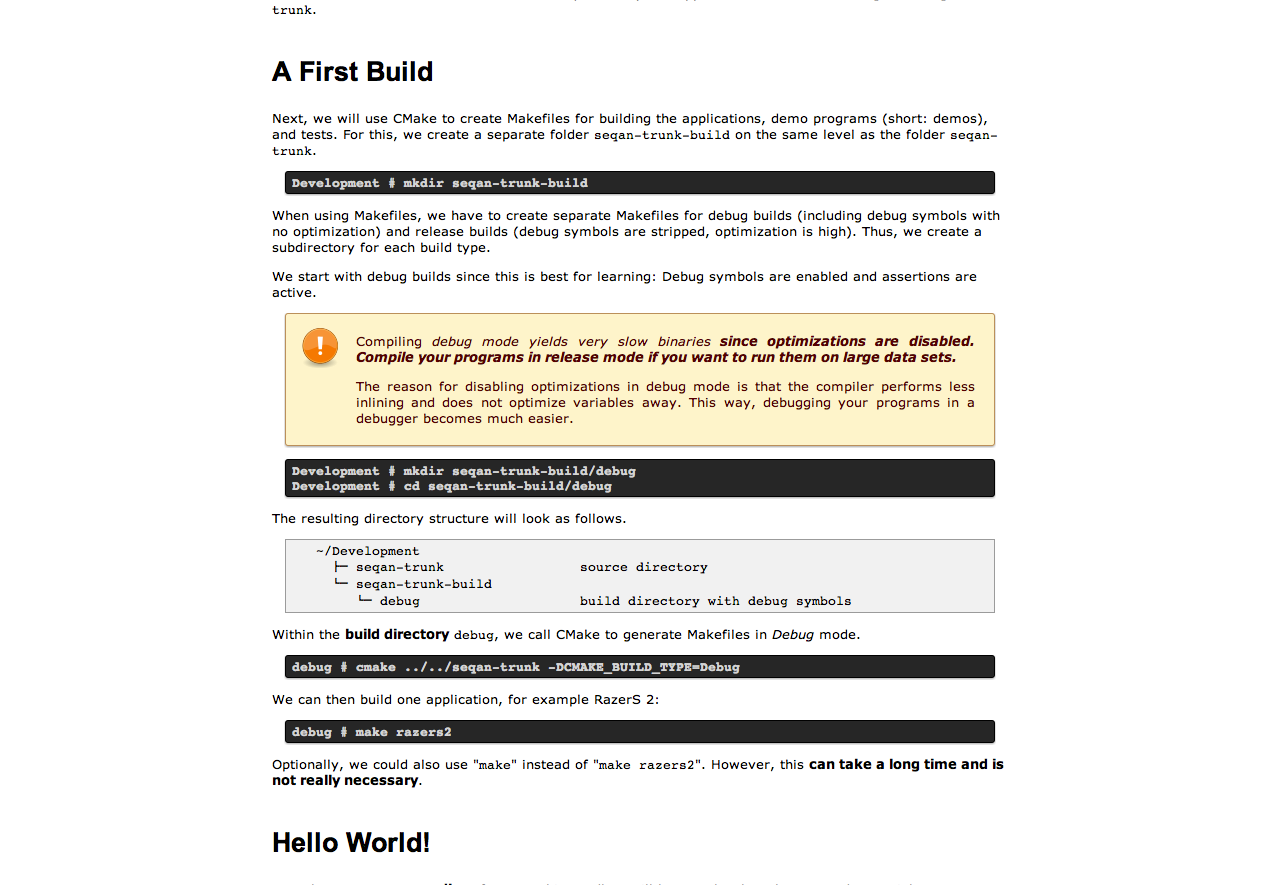 trunk.
A First Build
Next, we will use CMake to create Makefiles for building the applications, demo programs (short: demos),
and tests. For this, we create a separate folder seqan-trunk-build on the same level as the folder seqan-
trunk.
Development # mkdir seqan-trunk-build
When using Makefiles, we have to create separate Makefiles for debug builds (including debug symbols with
no optimization) and release builds (debug symbols are stripped, optimization is high). Thus, we create a
subdirectory for each build type.
We start with debug builds since this is best for learning: Debug symbols are enabled and assertions are
active.
Compiling debug mode yields very slow binaries since optimizations are disabled.
Compile your programs in release mode if you want to run them on large data sets.
The reason for disabling optimizations in debug mode is that the compiler performs less
inlining and does not optimize variables away. This way, debugging your programs in a
debugger becomes much easier.
Development # mkdir seqan-trunk-build/debug
Development # cd seqan-trunk-build/debug
The resulting directory structure will look as follows.
~/Development
├─ seqan-trunk source directory
└─ seqan-trunk-build
└─ debug build directory with debug symbols
Within the build directory debug, we call CMake to generate Makefiles in Debug mode.
debug # cmake ../../seqan-trunk -DCMAKE_BUILD_TYPE=Debug
We can then build one application, for example RazerS 2:
debug # make razers2
Optionally, we could also use "make" instead of "make razers2". However, this can take a long time and is
not really necessary.
Hello World!